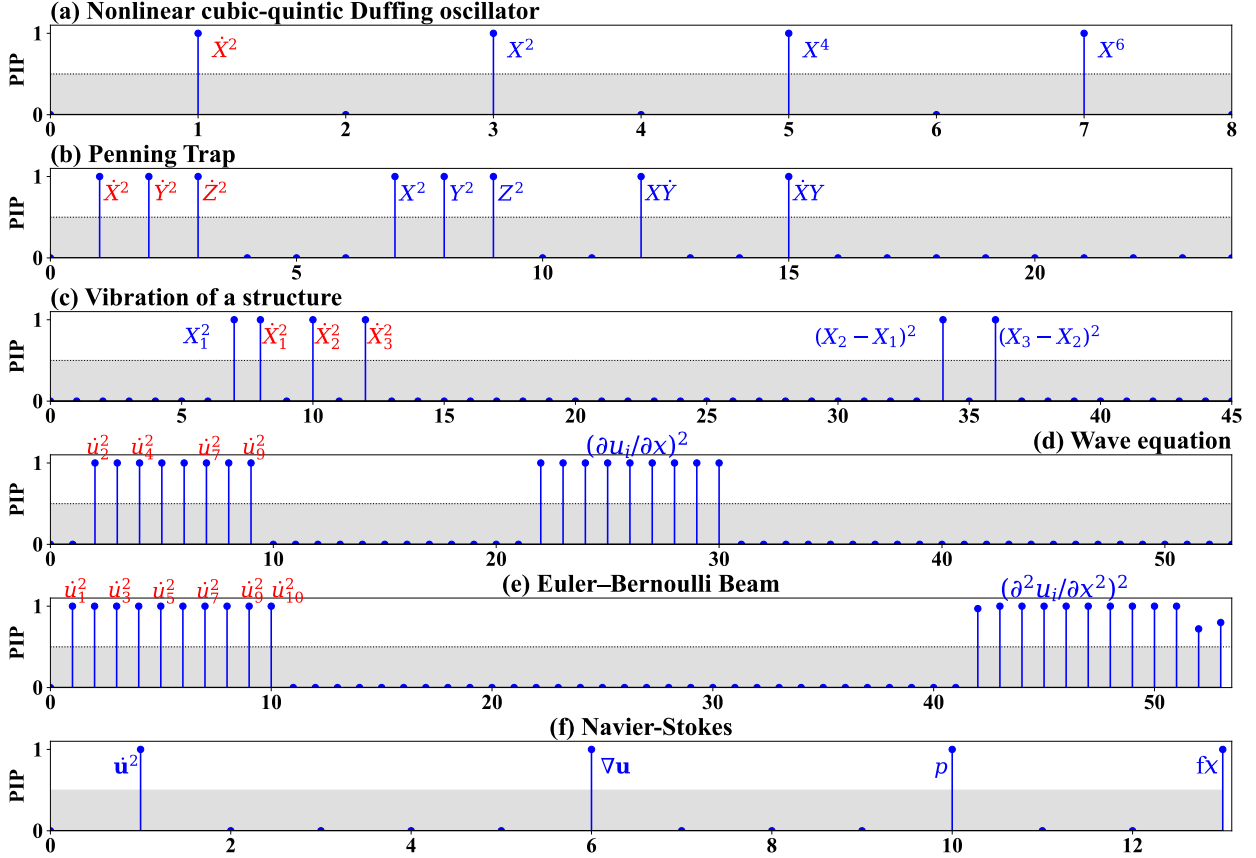 (a) Nonlinear cubic-quintic Duffing oscillator
PIP
1
0
Ẋ² X² X⁴ X⁶
0 1 2 3 4 5 6 7 8
(b) Penning Trap
PIP
1
0
Ẋ² Ẏ² Ż² X² Y² Z² XẎ ẊY
0 5 10 15 20 45
(c) Vibration of a structure
PIP
1
0
X₁² Ẋ₁² Ẋ₂² Ẋ₃² (X₂ − X₁)² (X₃ − X₂)²
0 5 10 15 20 25 30 35 40 45
(d) Wave equation
PIP
1
0
u̇₂² u̇₄² u̇₇² u̇₉² (∂uᵢ/∂x)²
0 10 20 30 40 50
(e) Euler–Bernoulli Beam
PIP
1
0
u̇₁² u̇₃² u̇₅² u̇₇² u̇₉² u̇₁₀² (∂²uᵢ/∂x²)²
0 10 20 30 40 50
(f) Navier-Stokes
PIP
1
0
u̇² ∇u p fx
0 2 4 6 8 10 12